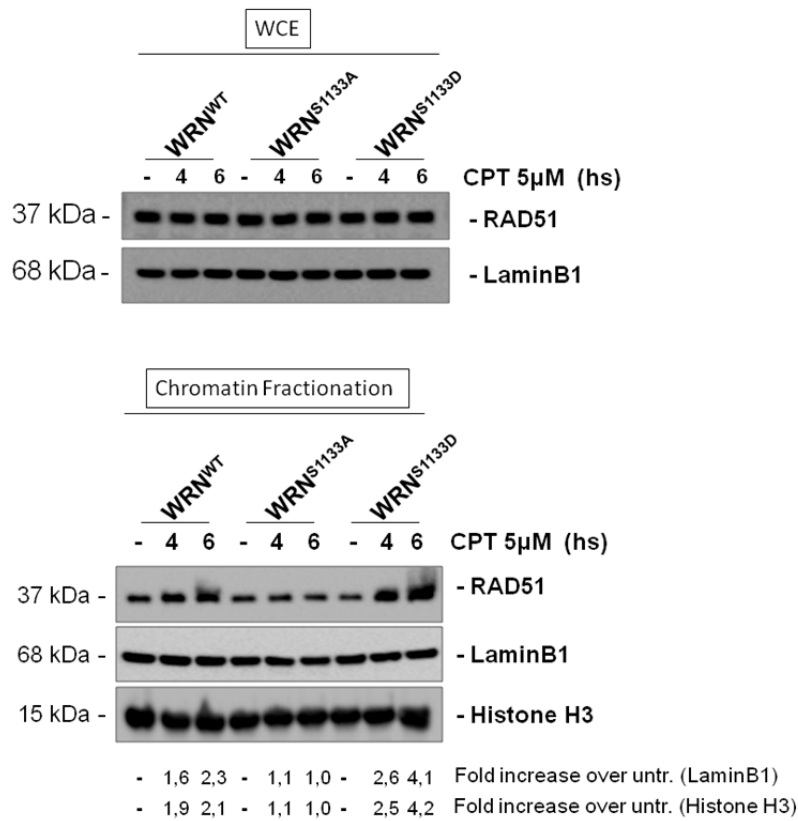 WCE
WRNWT WRNS1133A WRNS1133D
- 4 6 - 4 6 - 4 6 CPT 5µM (hs)
37 kDa - - RAD51
68 kDa - - LaminB1
Chromatin Fractionation
WRNWT WRNS1133A WRNS1133D
- 4 6 - 4 6 - 4 6 CPT 5µM (hs)
37 kDa - - RAD51
68 kDa - - LaminB1
15 kDa - - Histone H3
- 1,6 2,3 - 1,1 1,0 - 2,6 4,1 Fold increase over untr. (LaminB1)
- 1,9 2,1 - 1,1 1,0 - 2,5 4,2 Fold increase over untr. (Histone H3)